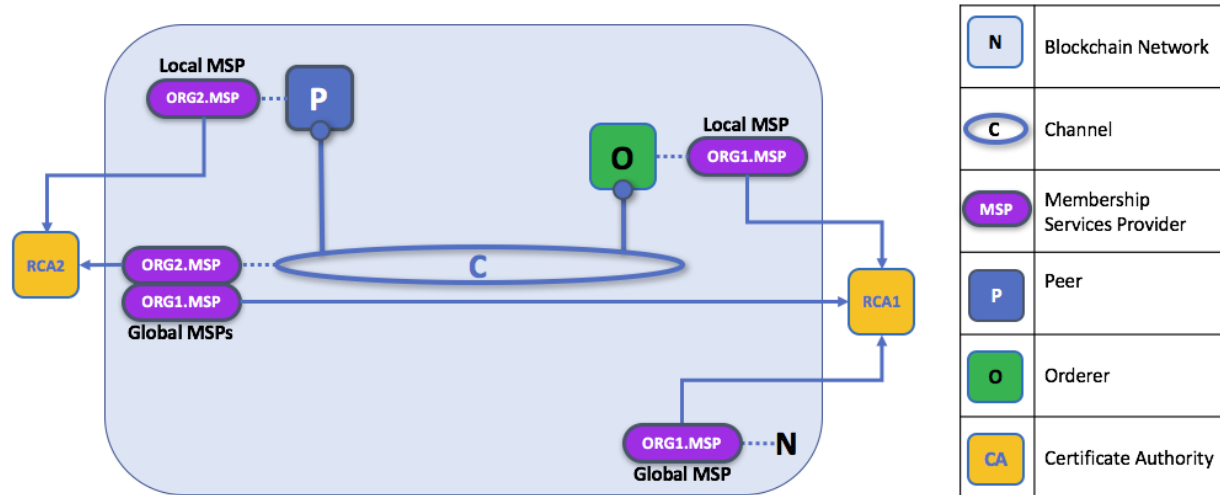 Local MSP
ORG2.MSP
P
Local MSP
O
ORG1.MSP
RCA2
ORG2.MSP
C
ORG1.MSP
RCA1
Global MSPs
ORG1.MSP
N
Global MSP
N
Blockchain Network
C
Channel
MSP
Membership
Services Provider
P
Peer
O
Orderer
CA
Certificate Authority